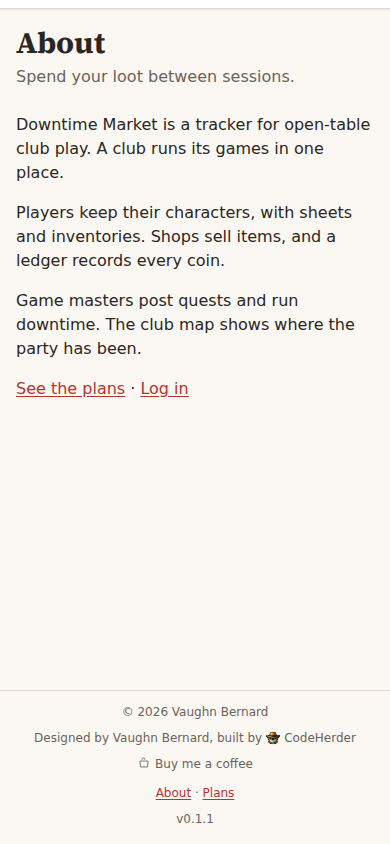 About
Spend your loot between sessions.
Downtime Market is a tracker for open-table
club play. A club runs its games in one
place.
Players keep their characters, with sheets
and inventories. Shops sell items, and a
ledger records every coin.
Game masters post quests and run
downtime. The club map shows where the
party has been.
See the plans · Log in
© 2026 Vaughn Bernard
Designed by Vaughn Bernard, built by CodeHerder
Buy me a coffee
About · Plans
v0.1.1